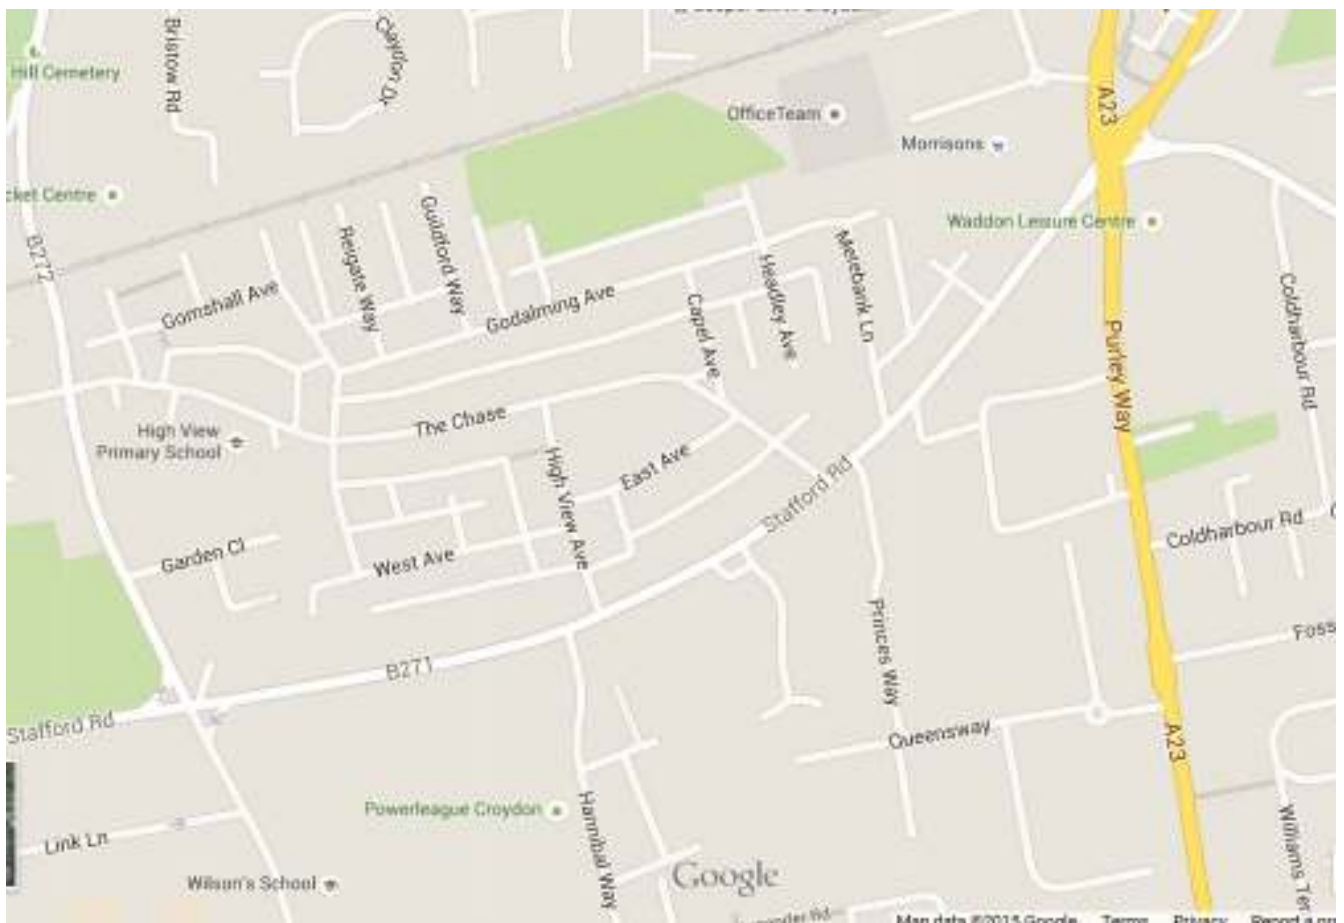 Bristow Rd
Claydon Dr
Hill Cemetery
A23
OfficeTeam
Morrisons
cket Centre
B272
Waddon Leisure Centre
Guildford Way
Reigate Way
Gomshall Ave
Godalming Ave
Headley Ave
Merebank Ln
Capel Ave
Coldharbour Rd
Purley Way
The Chase
High View
Primary School
High View Ave
East Ave
Stafford Rd
Garden Cl
West Ave
Coldharbour Rd
Princes Way
Foss
B271
Stafford Rd
Queensway
A23
Powerleague Croydon
Hannibal Way
Link Ln
Williams Ter
Google
Wilson's School
Map data ©2015 Google
Terms
Privacy